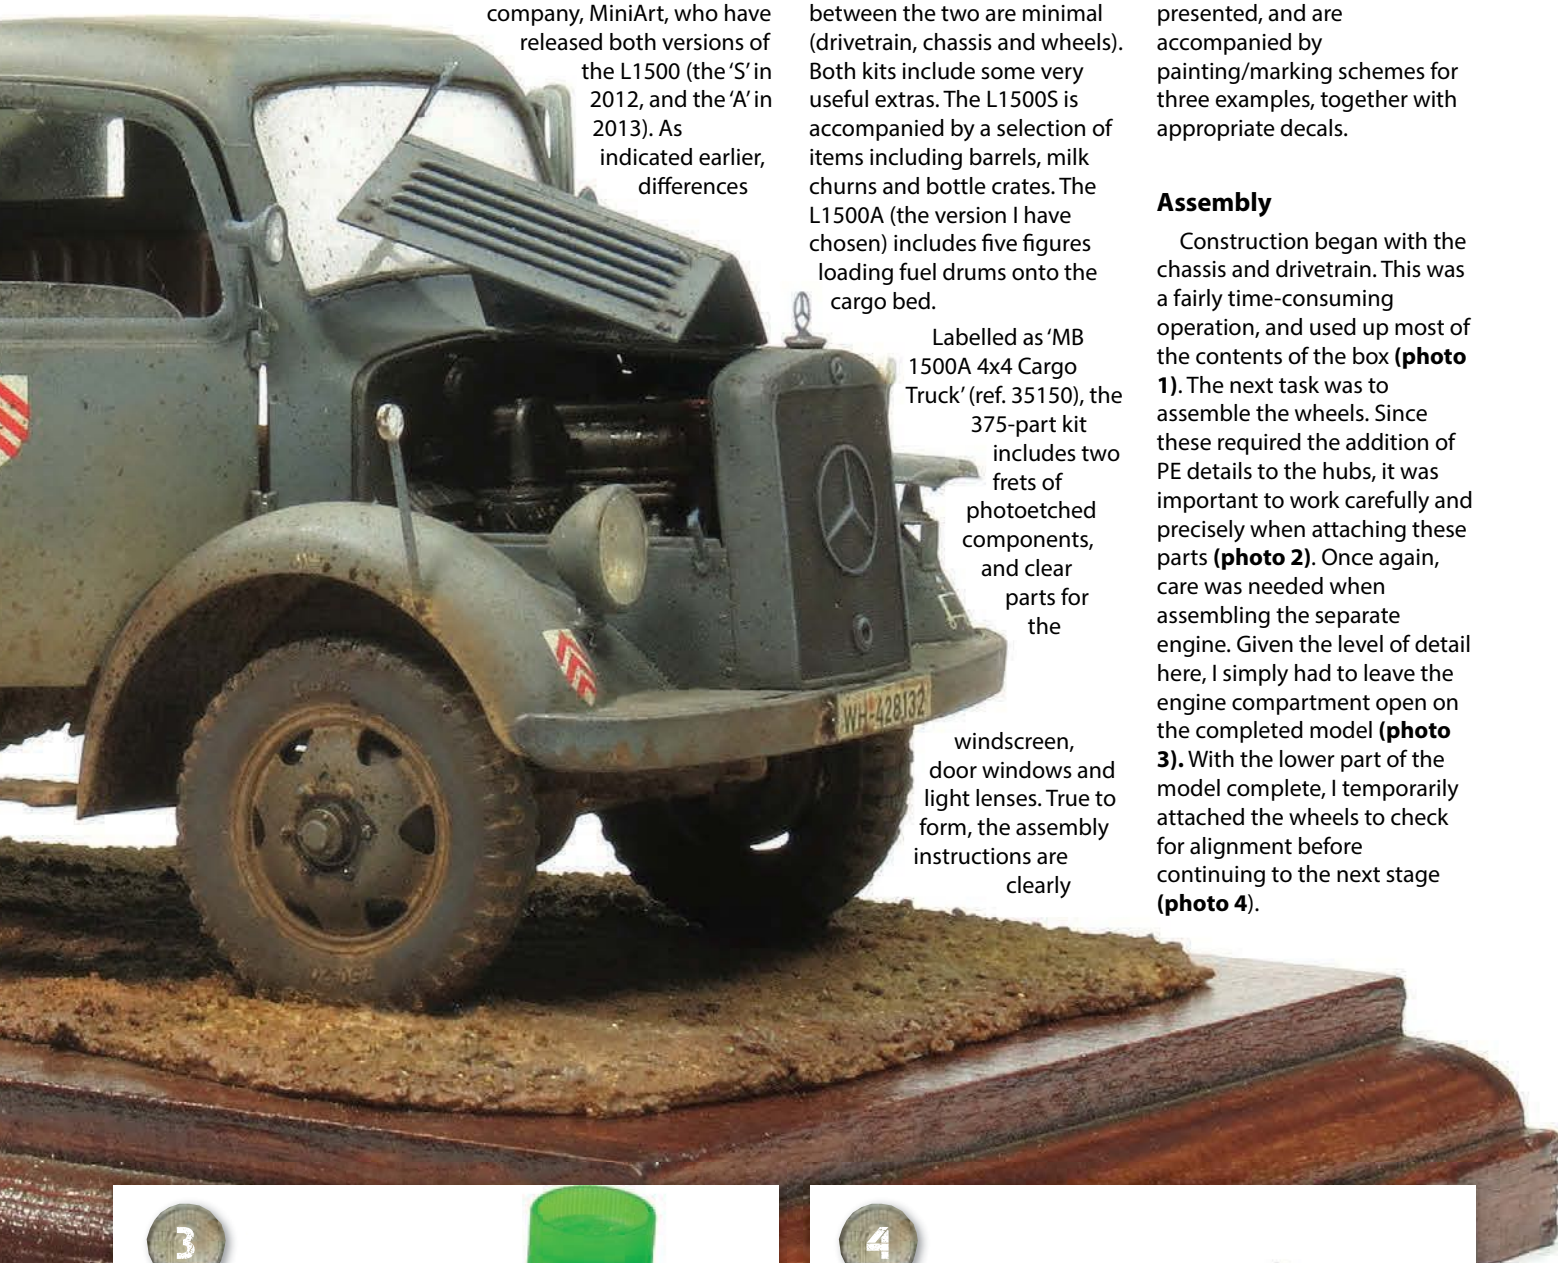 company, MiniArt, who have
released both versions of
the L1500 (the ‘S’ in
2012, and the ‘A’ in
2013). As
indicated earlier,
differences
between the two are minimal
(drivetrain, chassis and wheels).
Both kits include some very
useful extras. The L1500S is
accompanied by a selection of
items including barrels, milk
churns and bottle crates. The
L1500A (the version I have
chosen) includes five figures
loading fuel drums onto the
cargo bed.
Labelled as ‘MB
1500A 4x4 Cargo
Truck’ (ref. 35150), the
375-part kit
includes two
frets of
photoetched
components,
and clear
parts for
the
windscreen,
door windows and
light lenses. True to
form, the assembly
instructions are
clearly
presented, and are
accompanied by
painting/marking schemes for
three examples, together with
appropriate decals.
Assembly
Construction began with the
chassis and drivetrain. This was
a fairly time-consuming
operation, and used up most of
the contents of the box (photo
1). The next task was to
assemble the wheels. Since
these required the addition of
PE details to the hubs, it was
important to work carefully and
precisely when attaching these
parts (photo 2). Once again,
care was needed when
assembling the separate
engine. Given the level of detail
here, I simply had to leave the
engine compartment open on
the completed model (photo
3). With the lower part of the
model complete, I temporarily
attached the wheels to check
for alignment before
continuing to the next stage
(photo 4).
WH-428132
3
4